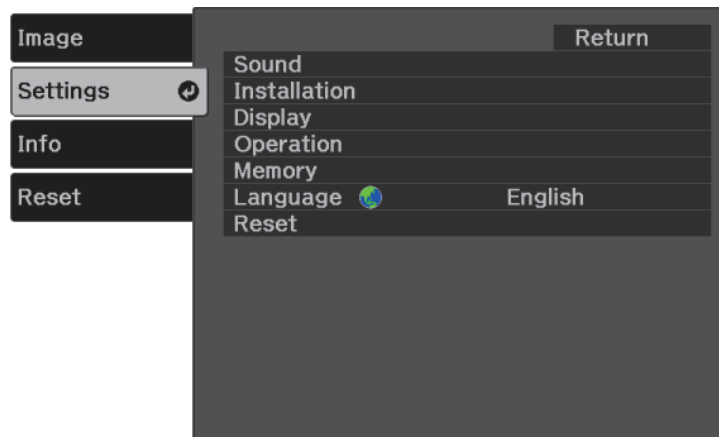 Image
Settings
Info
Reset
Return
Sound
Installation
Display
Operation
Memory
Language English
Reset